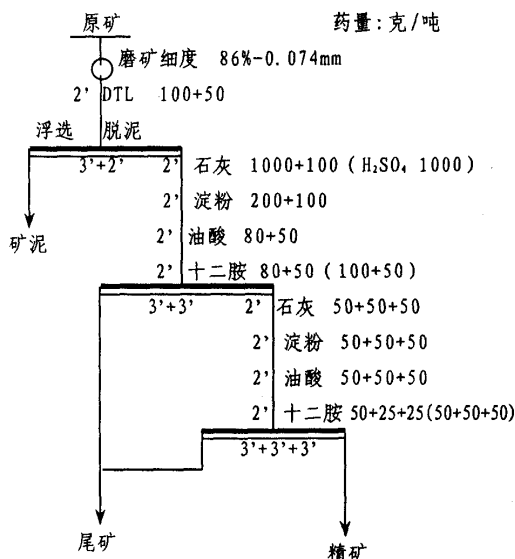 原矿
药量:克/吨
磨矿细度 86%-0.074mm
2' DTL 100+50
浮选 脱泥
3'+2'
2' 石灰 1000+100 (H₂SO₄ 1000)
2' 淀粉 200+100
矿泥
2' 油酸 80+50
2' 十二胺 80+50 (100+50)
3'+3'
2' 石灰 50+50+50
2' 淀粉 50+50+50
2' 油酸 50+50+50
2' 十二胺 50+25+25(50+50+50)
3'+3'+3'
尾矿
精矿